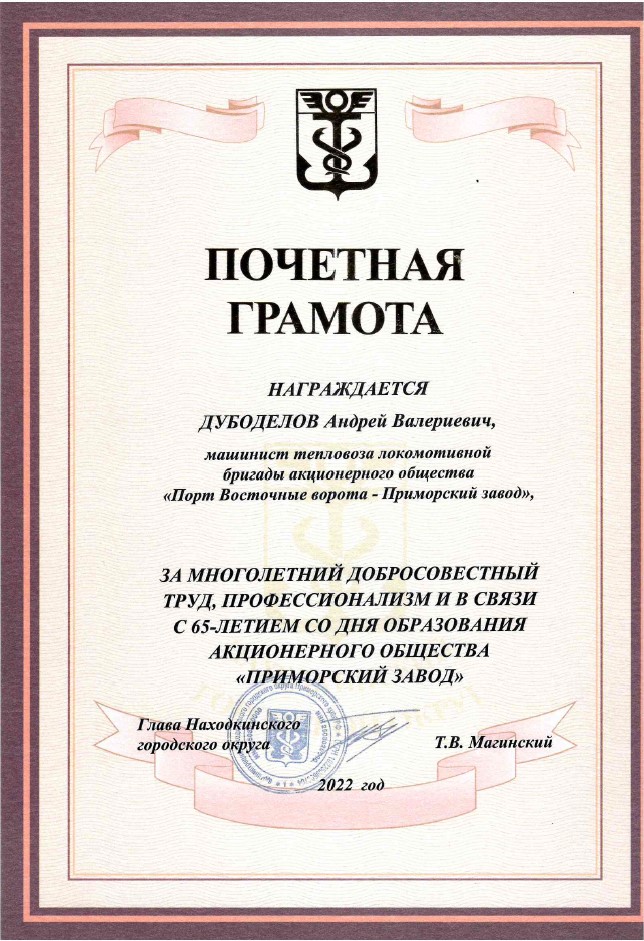 ПОЧЕТНАЯ
ГРАМОТА
НАГРАЖДАЕТСЯ
ДУБОДЕЛОВ Андрей Валериевич,
машинист тепловоза локомотивной
бригады акционерного общества
«Порт Восточные ворота - Приморский завод»,
ЗА МНОГОЛЕТНИЙ ДОБРОСОВЕСТНЫЙ
ТРУД, ПРОФЕССИОНАЛИЗМ И В СВЯЗИ
С 65-ЛЕТИЕМ СО ДНЯ ОБРАЗОВАНИЯ
АКЦИОНЕРНОГО ОБЩЕСТВА
«ПРИМОРСКИЙ ЗАВОД»
Глава Находкинского
городского округа
Т.В. Магинский
2022 год